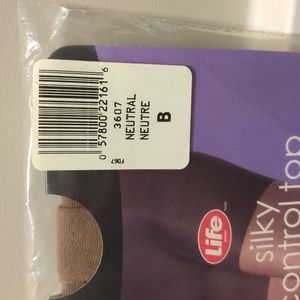 0 57800 22161 6
3607
NEUTRAL
NEUTRE
B
F067
Life
silky
control top